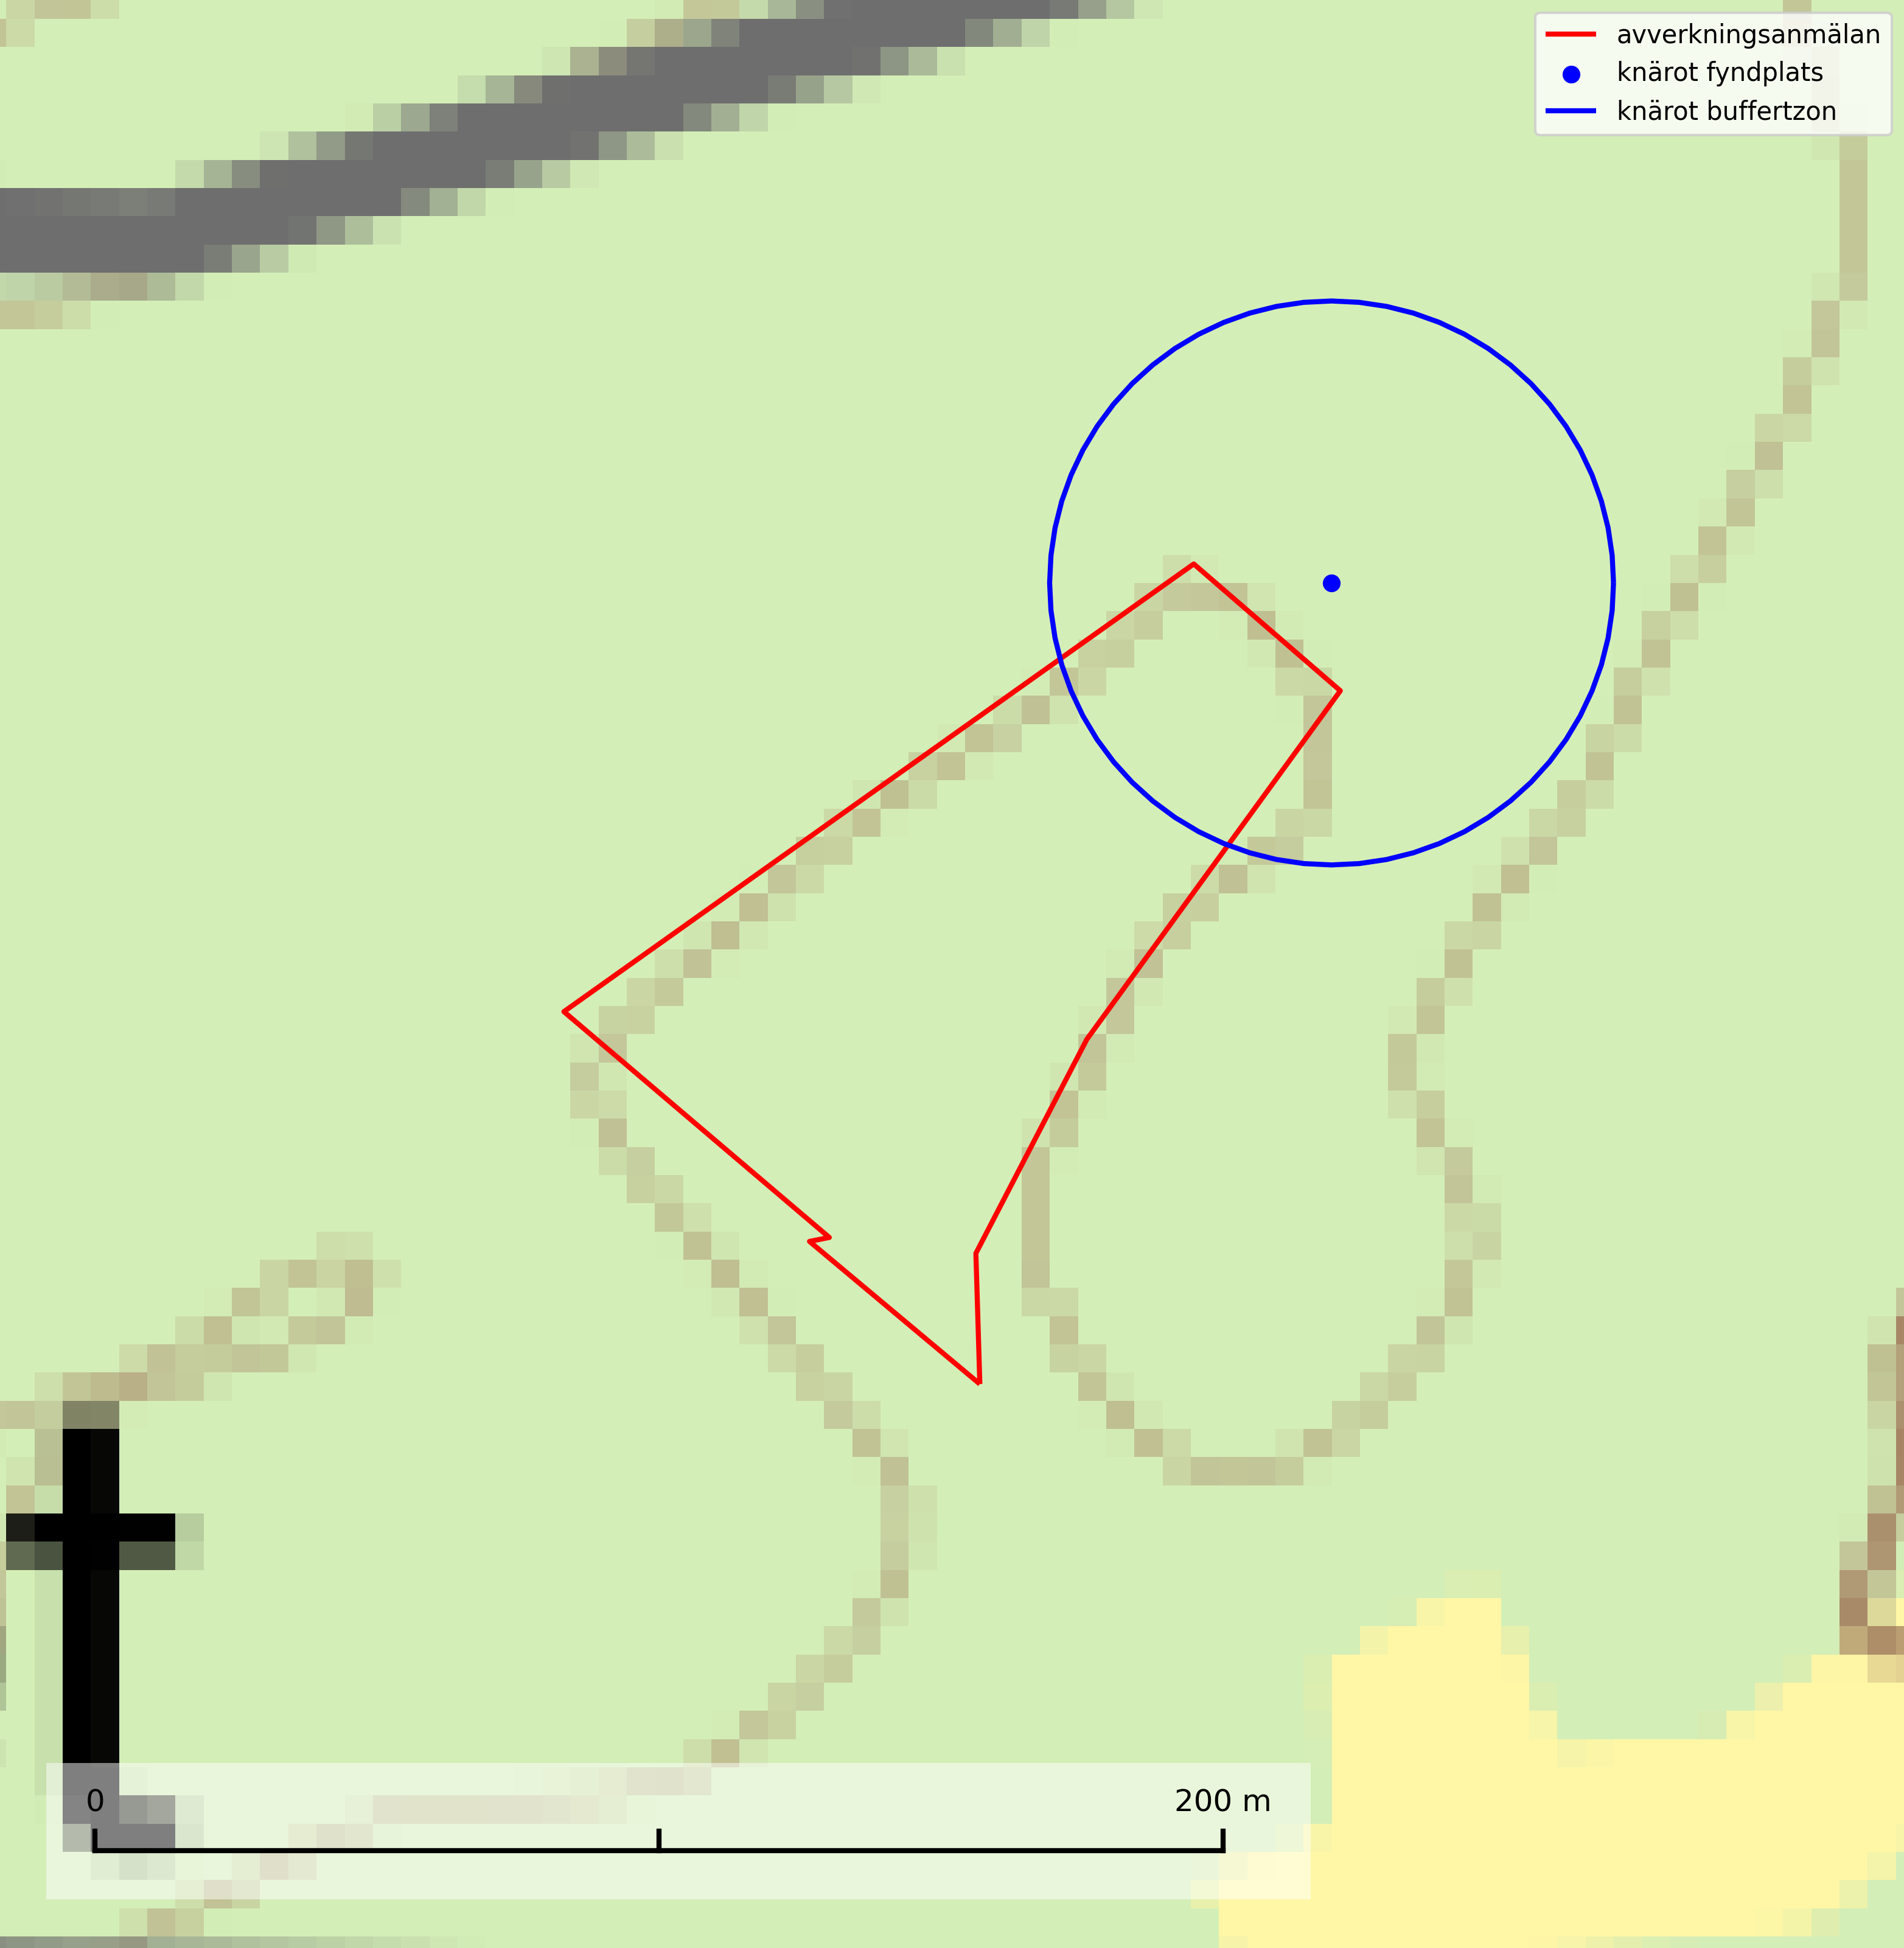 avverkningsanmälan
knärot fyndplats
knärot buffertzon
0
200 m